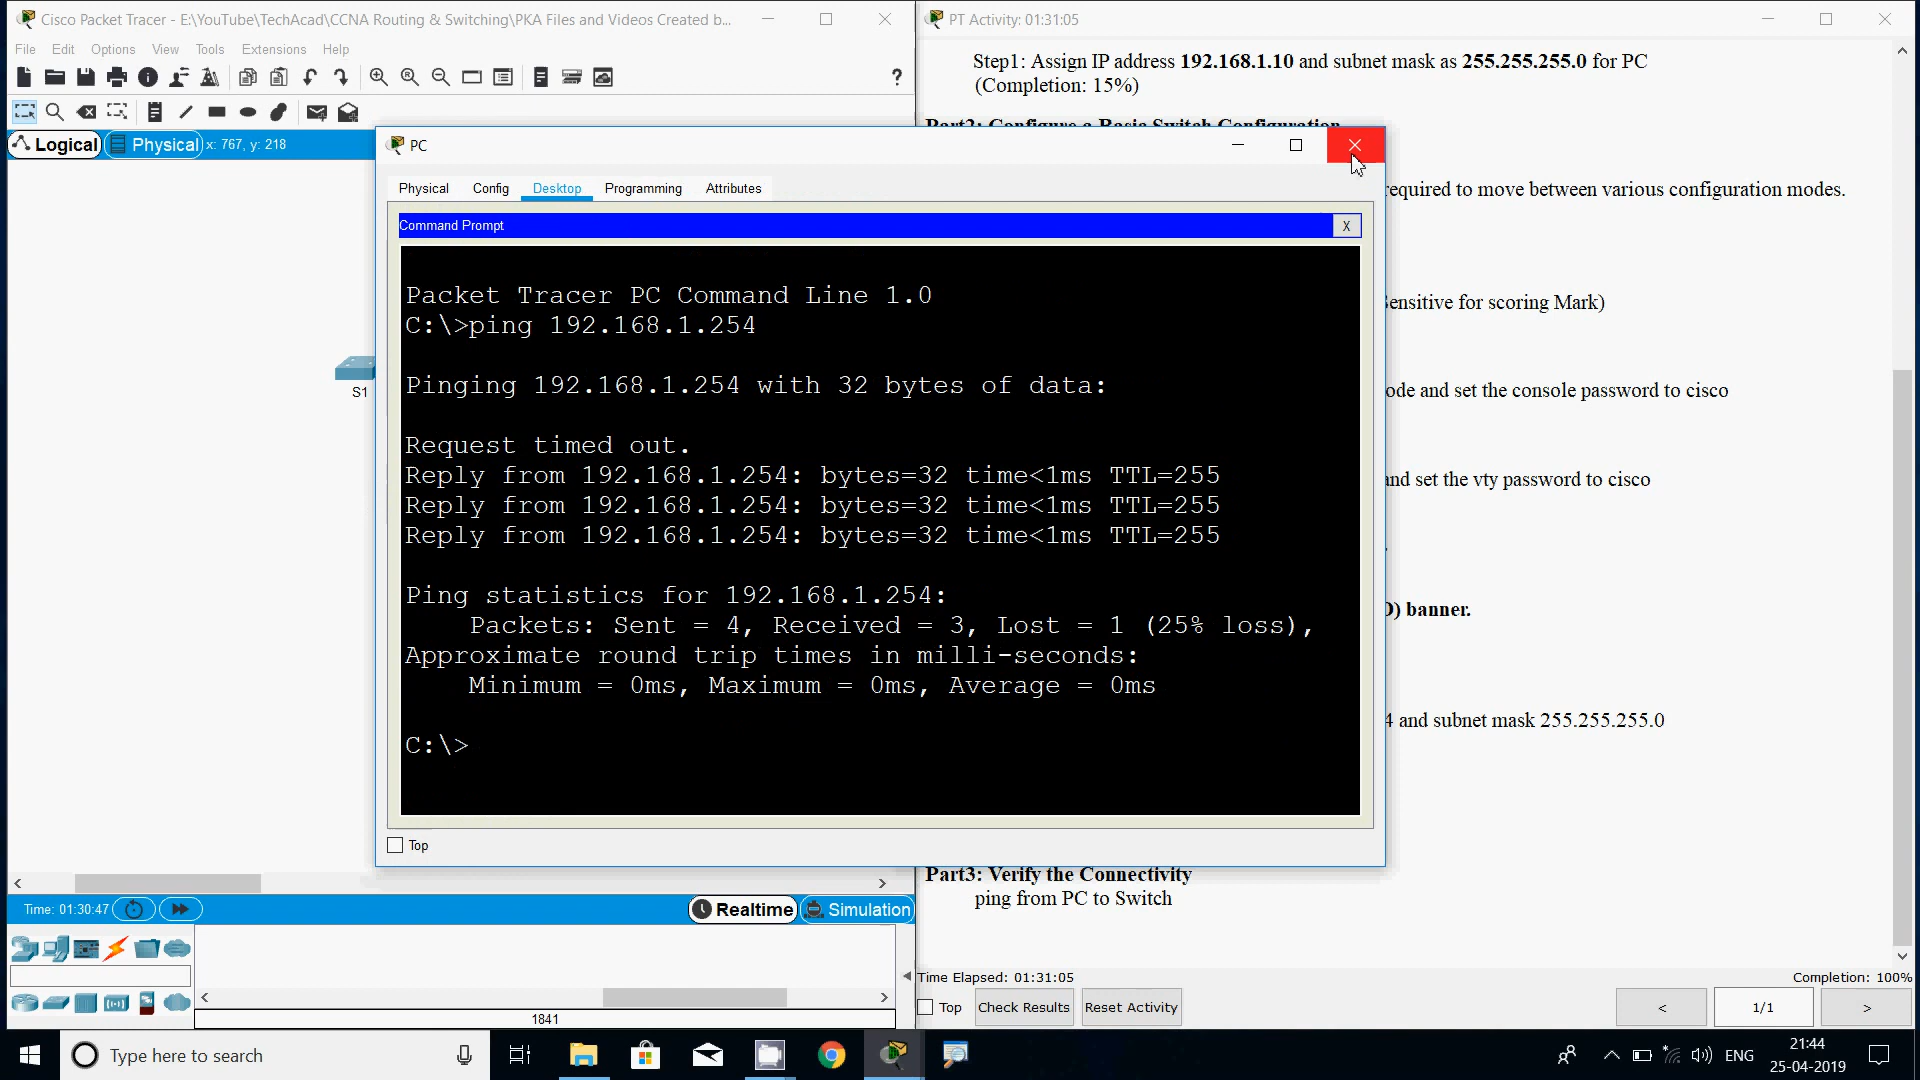 Cisco Packet Tracer - E:\YouTube\TechAcad\CCNA Routing & Switching\PKA Files and Videos Created b...
File Edit Options View Tools Extensions Help
Logical
Physical
x: 767, y: 218
S1
PC
Physical Config Desktop Programming Attributes
Command Prompt
X
Packet Tracer PC Command Line 1.0
C:\>ping 192.168.1.254
Pinging 192.168.1.254 with 32 bytes of data:
Request timed out.
Reply from 192.168.1.254: bytes=32 time<1ms TTL=255
Reply from 192.168.1.254: bytes=32 time<1ms TTL=255
Reply from 192.168.1.254: bytes=32 time<1ms TTL=255
Ping statistics for 192.168.1.254:
Packets: Sent = 4, Received = 3, Lost = 1 (25% loss),
Approximate round trip times in milli-seconds:
Minimum = 0ms, Maximum = 0ms, Average = 0ms
C:\>
Top
PT Activity: 01:31:05
Step1: Assign IP address 192.168.1.10 and subnet mask as 255.255.255.0 for PC
(Completion: 15%)
Part2: Configure a Basic Switch Configuration
required to move between various configuration modes.
Sensitive for scoring Mark)
ode and set the console password to cisco
and set the vty password to cisco
D) banner.
4 and subnet mask 255.255.255.0
Part3: Verify the Connectivity
ping from PC to Switch
Time: 01:30:47
Realtime
Simulation
1841
Time Elapsed: 01:31:05
Completion: 100%
Top
Check Results
Reset Activity
<
1/1
>
Type here to search
ENG
21:44
25-04-2019